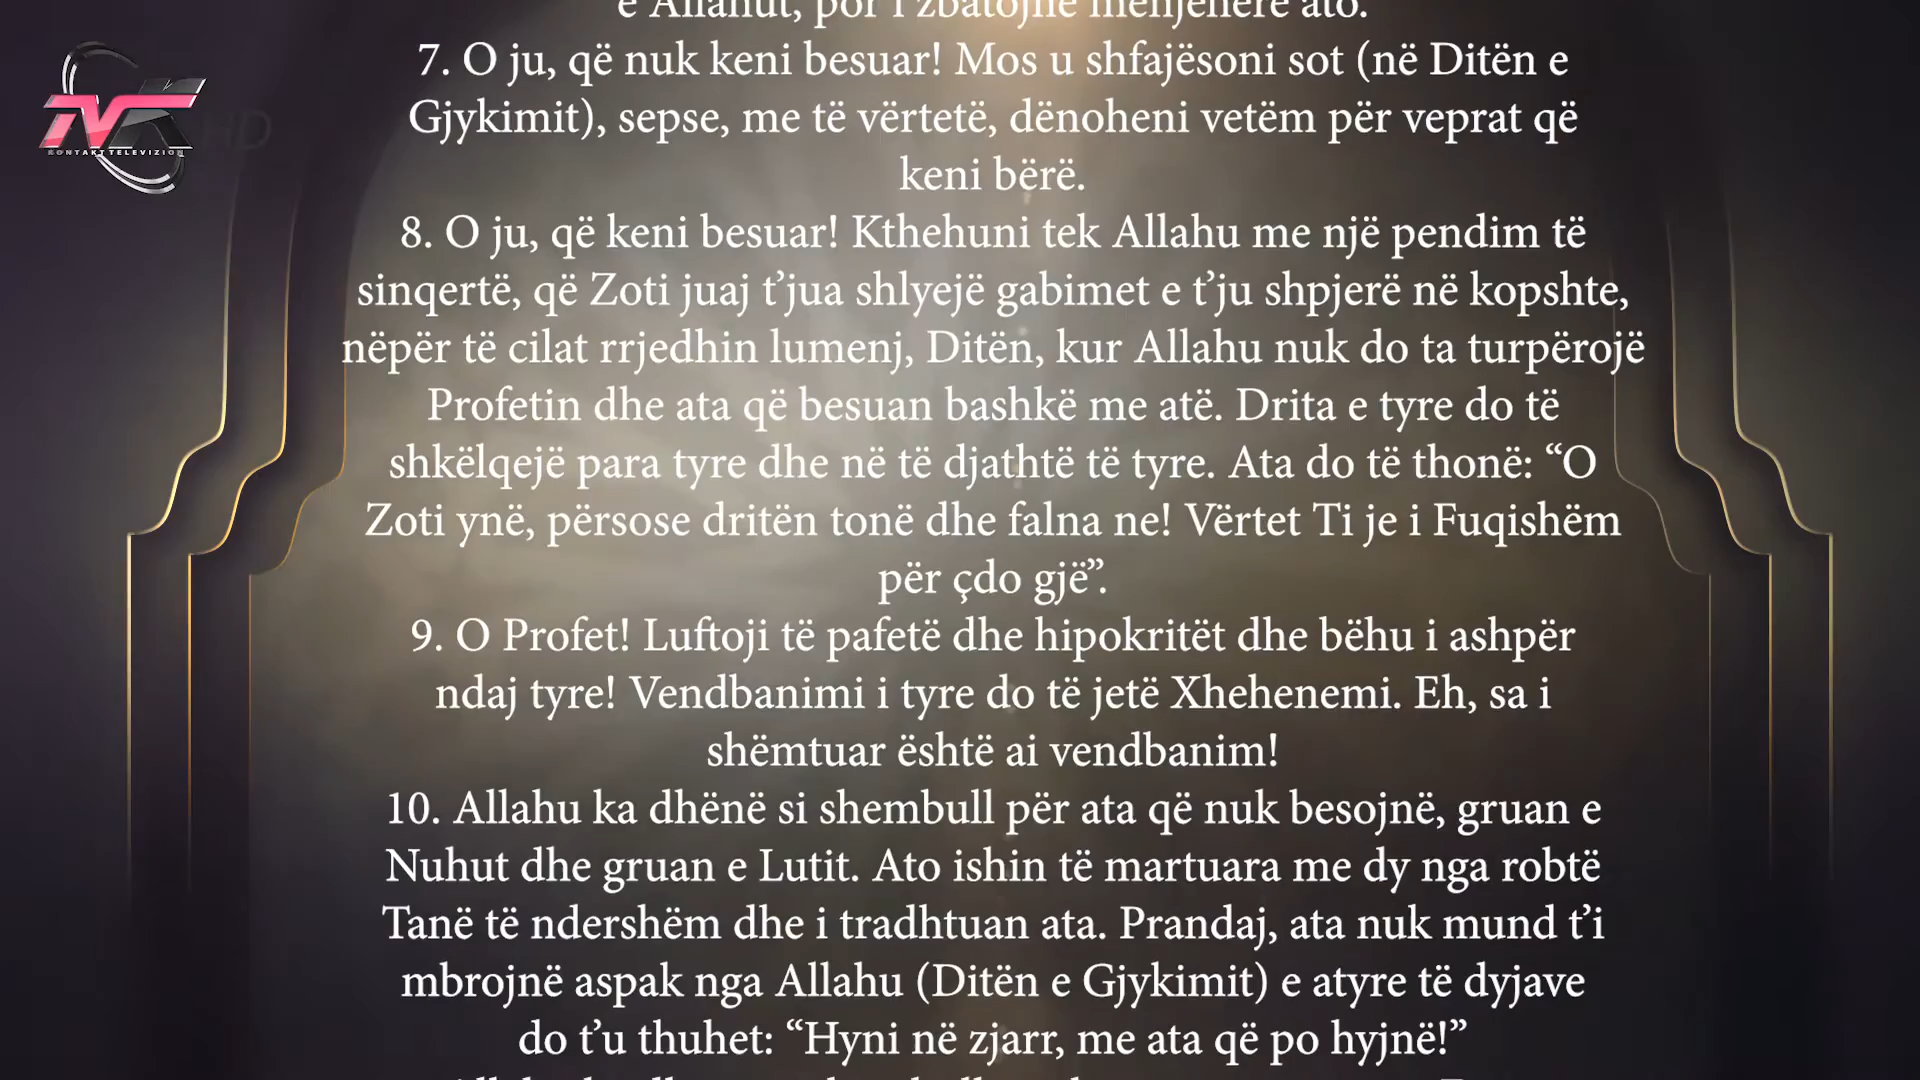 e Allahut, por i zbatojnë menjëherë ato.
7. O ju, që nuk keni besuar! Mos u shfajësoni sot (në Ditën e
Gjykimit), sepse, me të vërtetë, dënoheni vetëm për veprat që
keni bërë.
8. O ju, që keni besuar! Kthehuni tek Allahu me një pendim të
sinqertë, që Zoti juaj t’jua shlyejë gabimet e t’ju shpjerë në kopshte,
nëpër të cilat rrjedhin lumenj, Ditën, kur Allahu nuk do ta turpërojë
Profetin dhe ata që besuan bashkë me atë. Drita e tyre do të
shkëlqejë para tyre dhe në të djathtë të tyre. Ata do të thonë: “O
Zoti ynë, përsose dritën tonë dhe falna ne! Vërtet Ti je i Fuqishëm
për çdo gjë”.
9. O Profet! Luftoji të pafetë dhe hipokritët dhe bëhu i ashpër
ndaj tyre! Vendbanimi i tyre do të jetë Xhehenemi. Eh, sa i
shëmtuar është ai vendbanim!
10. Allahu ka dhënë si shembull për ata që nuk besojnë, gruan e
Nuhut dhe gruan e Lutit. Ato ishin të martuara me dy nga robtë
Tanë të ndershëm dhe i tradhtuan ata. Prandaj, ata nuk mund t’i
mbrojnë aspak nga Allahu (Ditën e Gjykimit) e atyre të dyjave
do t’u thuhet: “Hyni në zjarr, me ata që po hyjnë!”
TVK HD
KONTAKT TELEVIZION